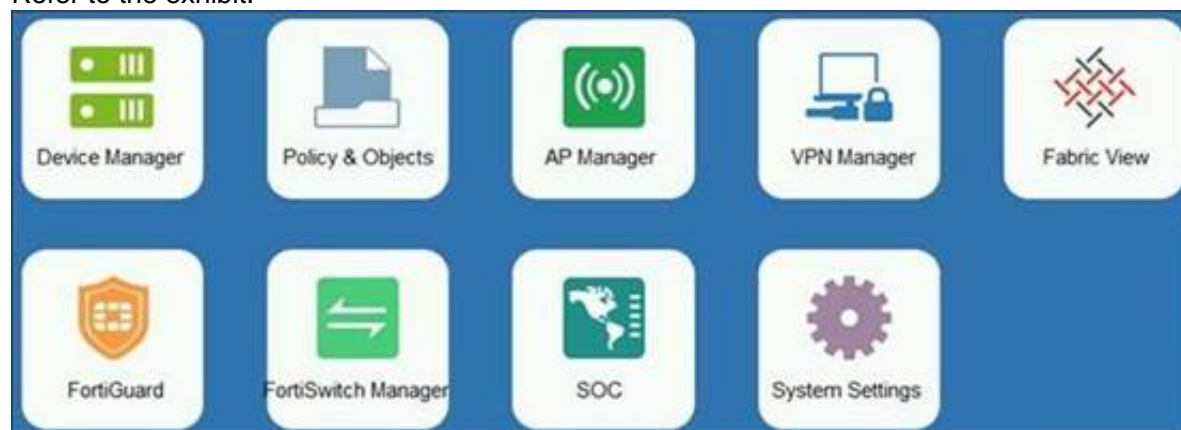 Refer to the exhibit.
Device Manager
Policy & Objects
AP Manager
VPN Manager
Fabric View
FortiGuard
FortiSwitch Manager
SOC
System Settings